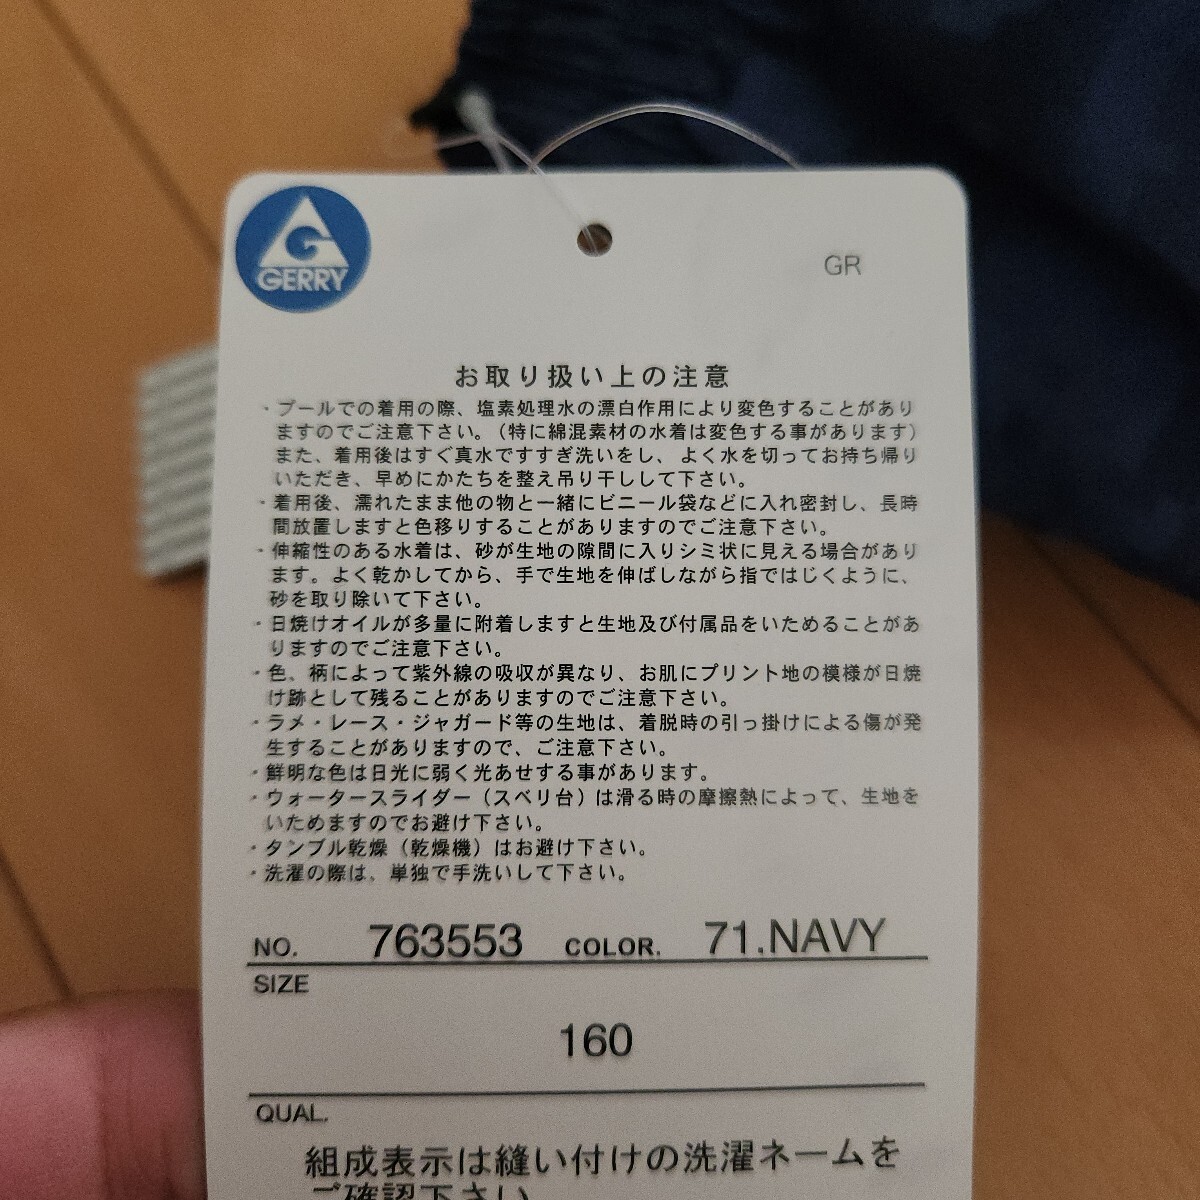 G
GERRY
GR
お取り扱い上の注意
・プールでの着用の際、塩素処理水の漂白作用により変色することがあり
ますのでご注意下さい。（特に綿混素材の水着は変色する事があります）
また、着用後はすぐ真水ですすぎ洗いをし、よく水を切ってお持ち帰り
いただき、早めにかたちを整え吊り干しして下さい。
・着用後、濡れたまま他の物と一緒にビニール袋などに入れ密封し、長時
間放置しますと色移りすることがありますのでご注意下さい。
・伸縮性のある水着は、砂が生地の隙間に入りシミ状に見える場合があり
ます。よく乾かしてから、手で生地を伸ばしながら指ではじくように、
砂を取り除いて下さい。
・日焼けオイルが多量に附着しますと生地及び付属品をいためることがあ
りますのでご注意下さい。
・色、柄によって紫外線の吸収が異なり、お肌にプリント地の模様が日焼
け跡として残ることがありますのでご注意下さい。
・ラメ・レース・ジャガード等の生地は、着脱時の引っ掛けによる傷が発
生することがありますので、ご注意下さい。
・鮮明な色は日光に弱く光あせする事があります。
・ウォータースライダー（スベリ台）は滑る時の摩擦熱によって、生地を
いためますのでお避け下さい。
・タンブル乾燥（乾燥機）はお避け下さい。
・洗濯の際は、単独で手洗いして下さい。
NO. 763553 COLOR. 71.NAVY
SIZE
160
QUAL.
組成表示は縫い付けの洗濯ネームを
ご確認下さい